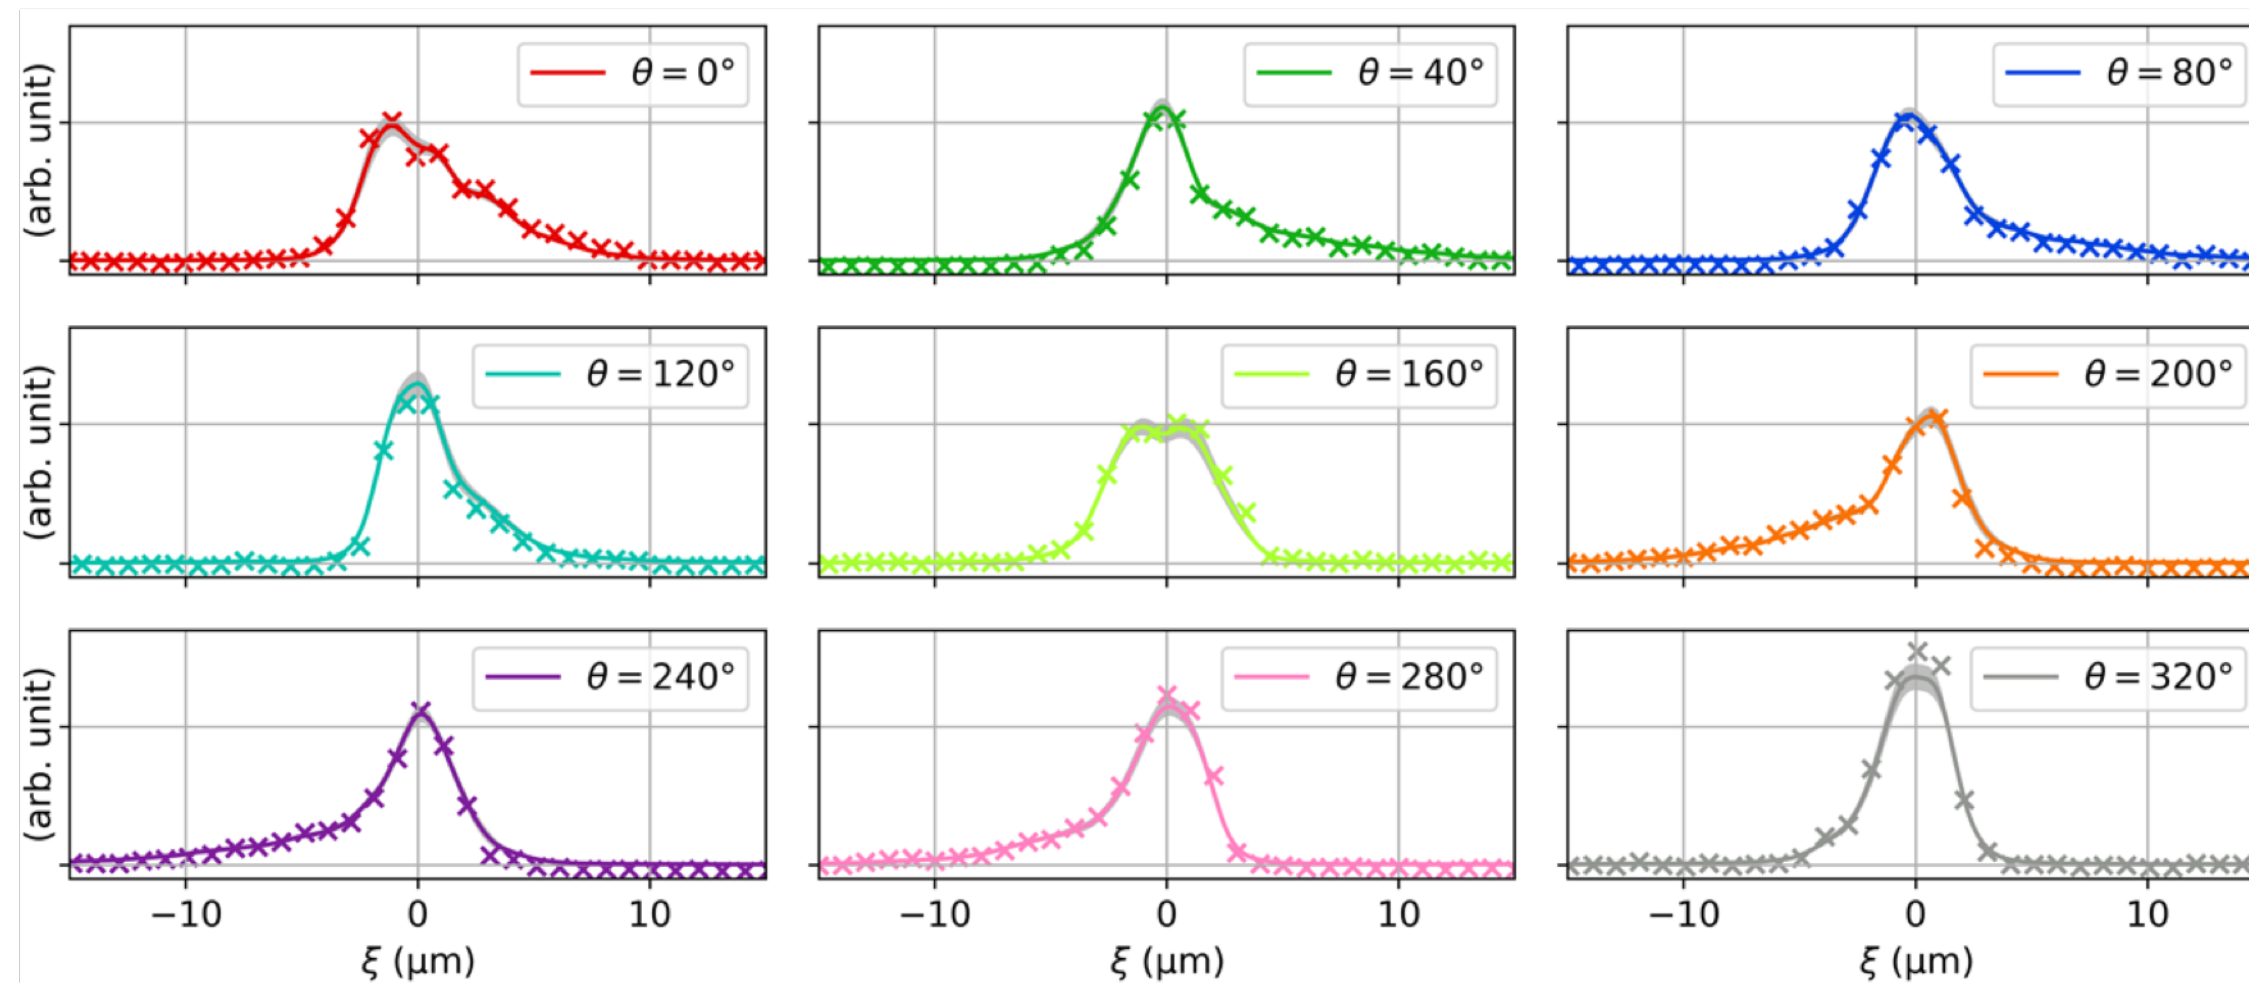 (arb. unit)
θ = 0°
θ = 40°
θ = 80°
(arb. unit)
θ = 120°
θ = 160°
θ = 200°
(arb. unit)
θ = 240°
θ = 280°
θ = 320°
−10 0 10
−10 0 10
−10 0 10
ξ (μm)
ξ (μm)
ξ (μm)